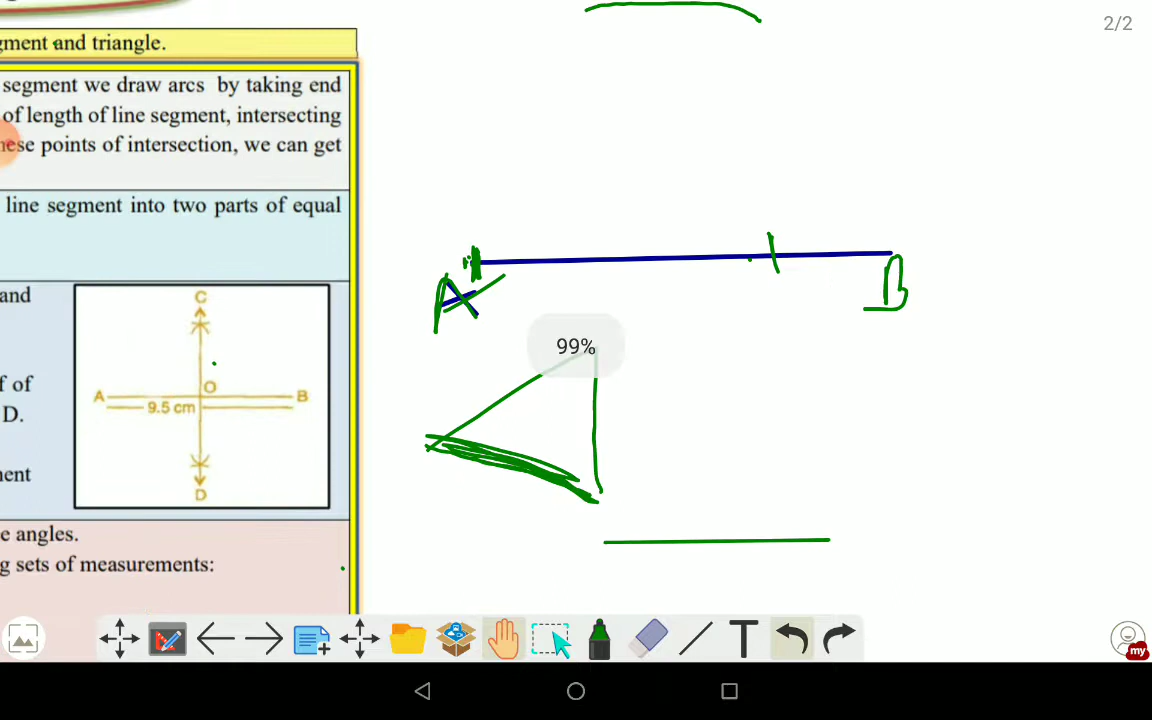 2/2
gment and triangle.
segment we draw arcs by taking end
of length of line segment, intersecting
these points of intersection, we can get
line segment into two parts of equal
and
f of
D.
ment
C
O
A
B
9.5 cm
D
e angles.
g sets of measurements:
A
B
99%
T
my